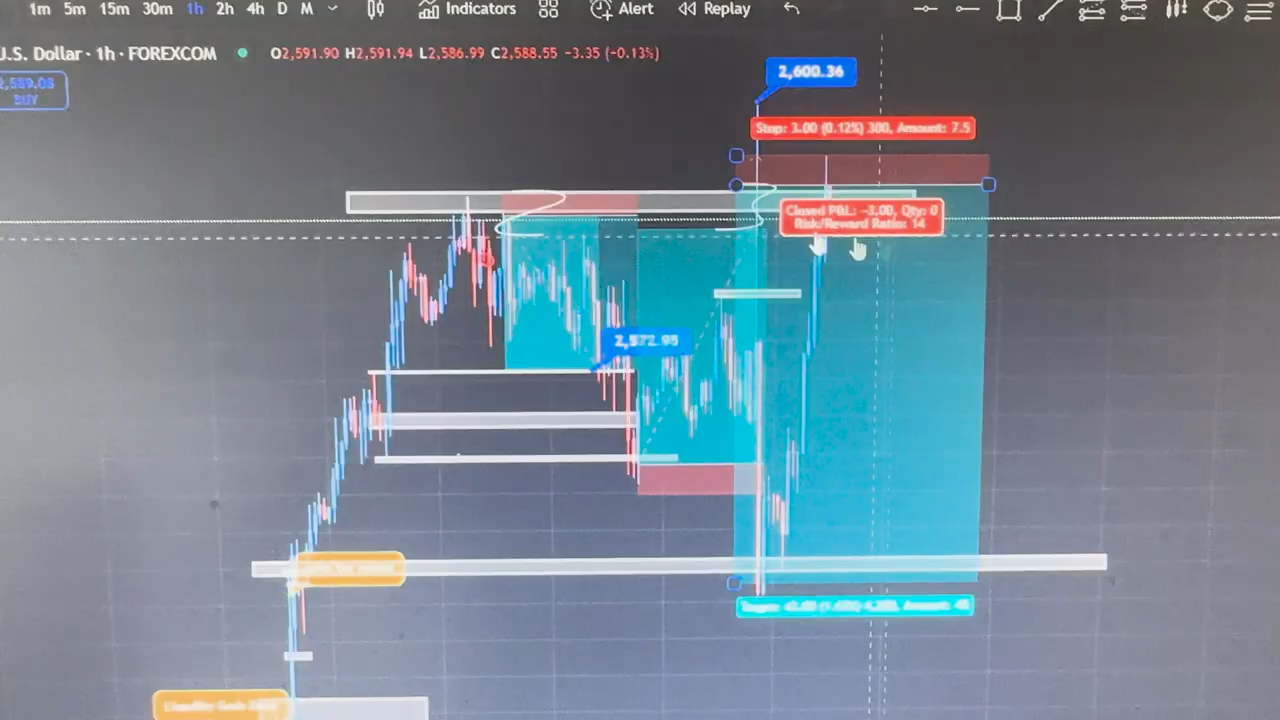 1m 5m 15m 30m 1h 2h 4h D M Indicators Alert Replay
U.S. Dollar · 1h · FOREXCOM O2,591.90 H2,591.94 L2,586.99 C2,588.55 −3.35 (−0.13%)
BUY
2,600.36
Stop: 3.00 (0.12%) 300, Amount: 7.5
Closed P&L: −3.00, Qty: 0
Risk/Reward Ratio: 14
2,572.95